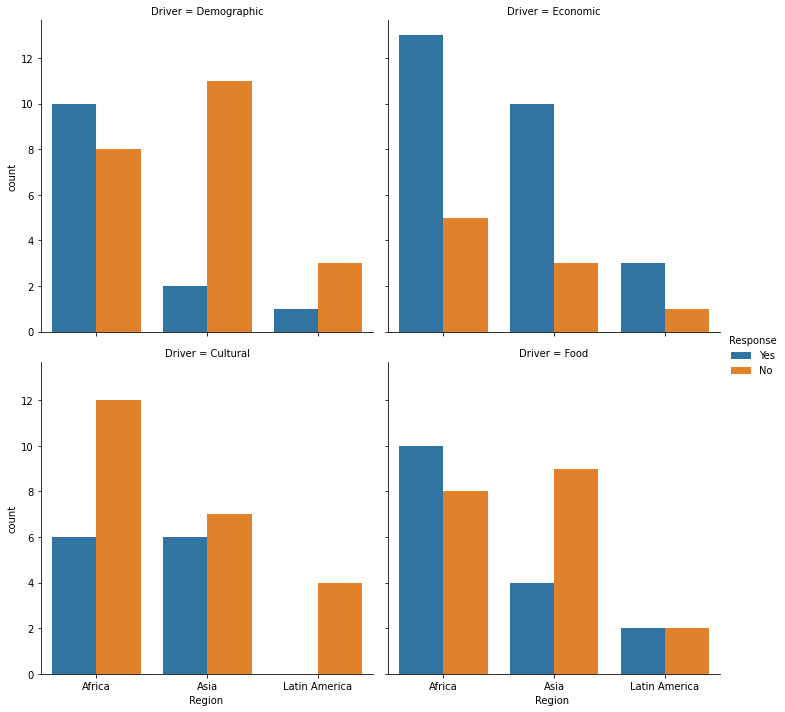 Driver = Demographic
Driver = Economic
12
10
8
6
4
2
0
count
Driver = Cultural
Driver = Food
12
10
8
6
4
2
0
count
Africa
Asia
Latin America
Africa
Asia
Latin America
Region
Region
Response
Yes
No